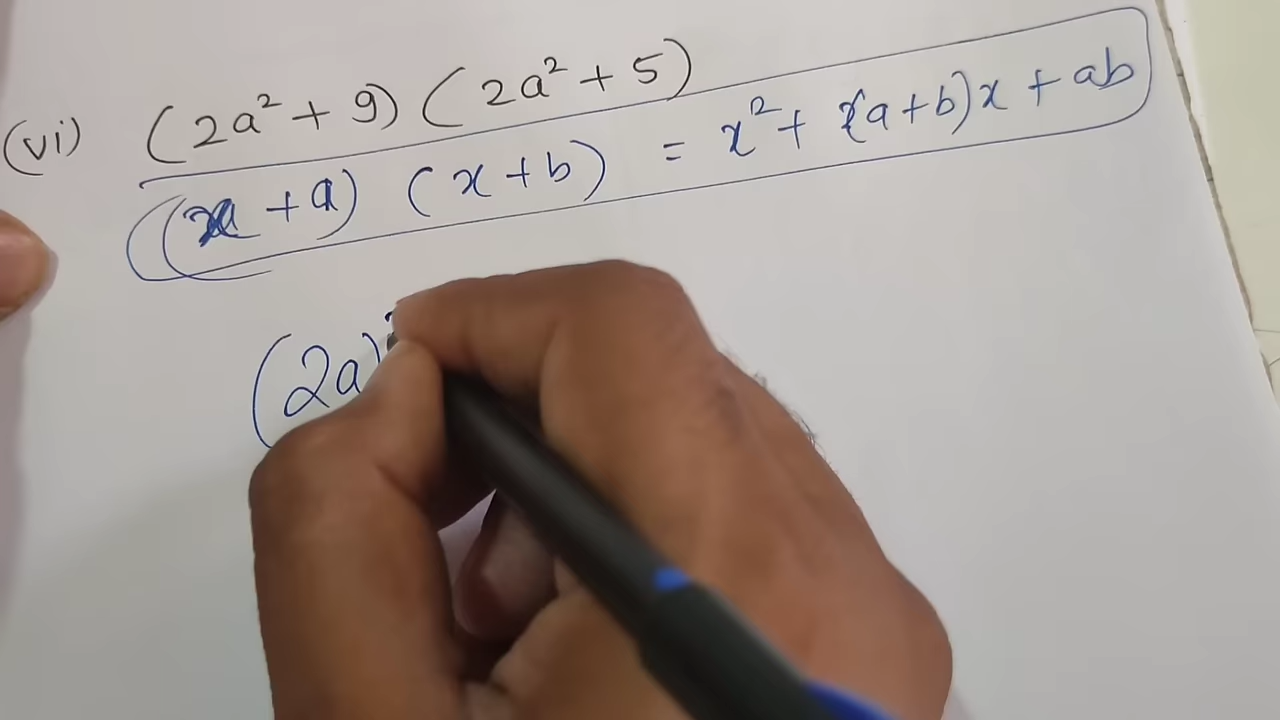 (vi) (2a² + 9) (2a² + 5)
(x + a) (x + b) = x² + (a + b)x + ab
(2a)